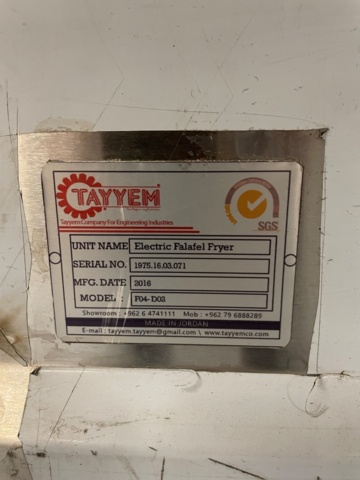 TAYYEM
Tayyem Company For Engineering Industries
SGS
UNIT NAME Electric Falafel Fryer
SERIAL NO. 1975.16.03.071
MFG. DATE 2016
MODEL : F04- D03
Showroom : +962 6 4741111 Mob : +962 79 6888289
MADE IN JORDAN
E-mail : tayyem.tayyem@gmail.com \ www.tayyemco.com